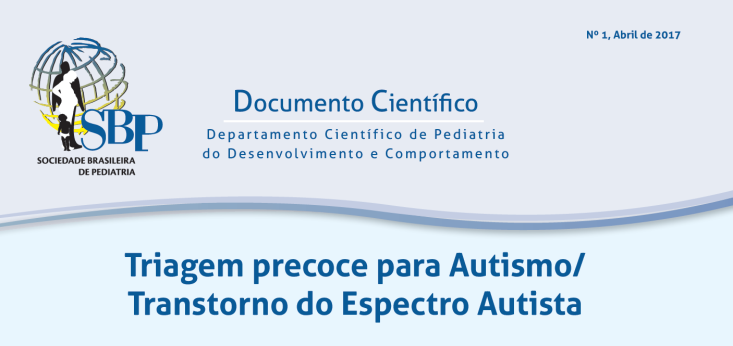 Nº 1, Abril de 2017
SBP
SOCIEDADE BRASILEIRA
DE PEDIATRIA
Documento Científico
Departamento Científico de Pediatria
do Desenvolvimento e Comportamento
Triagem precoce para Autismo/
Transtorno do Espectro Autista